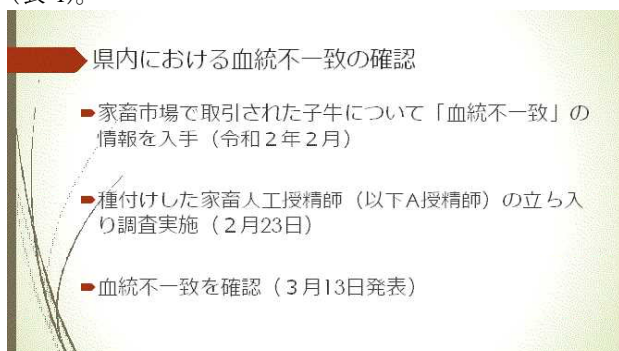 （表 4)。
県内における血統不一致の確認
家畜市場で取引された子牛について「血統不一致」の
情報を入手（令和２年２月）
種付けした家畜人工授精師（以下A授精師）の立ち入
り調査実施（２月23日）
血統不一致を確認（３月13日発表）